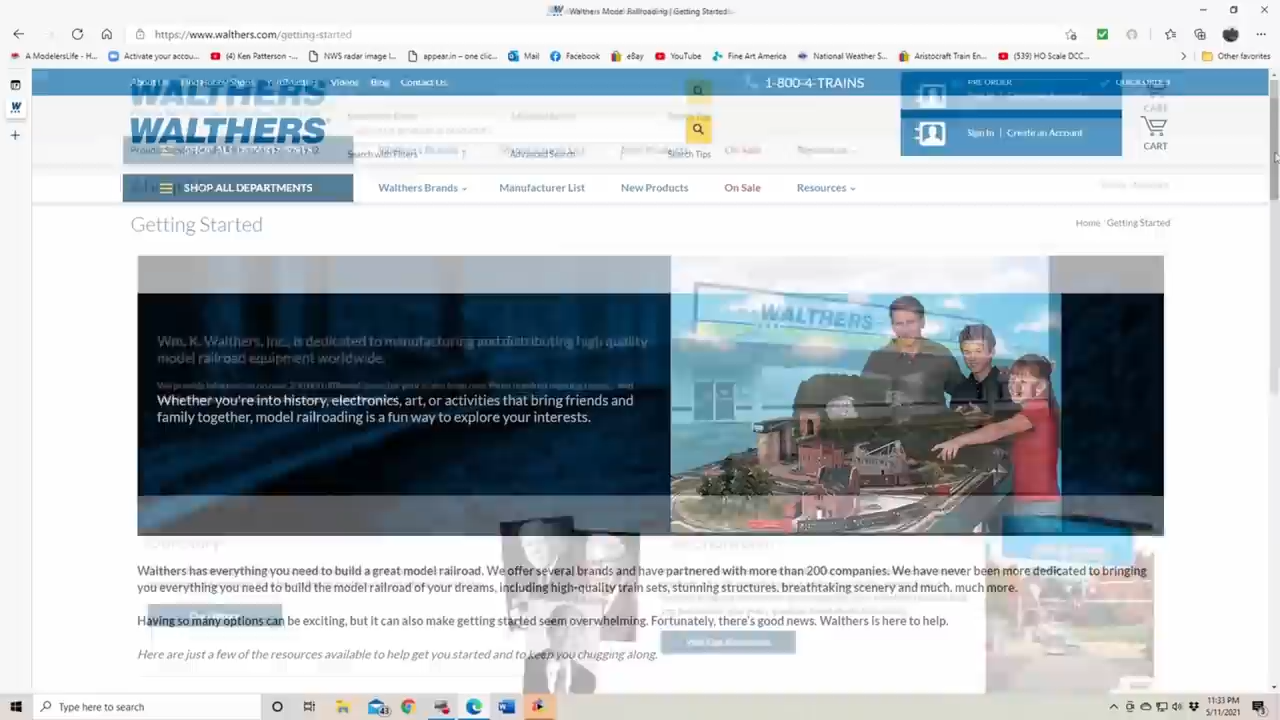 Walthers Model Railroading | Getting Started
https://www.walthers.com/getting-started
A ModelersLife - En... Activate your accou... (4) Ken Patterson -... NWS radar image l... appear.in – one clic... Mail Facebook eBay YouTube Fine Art America National Weather S... Aristocraft Train En... (539) HO Scale DCC... Other favorites
Videos Blog Contact Us 1-800-4-TRAINS PRE ORDER QUICK ORDER
WALTHERS
WALTHERS
CART
Sign In | Create an Account
CART
Search with Filters Advanced Search Search Tips
On Sale
SHOP ALL DEPARTMENTS Walthers Brands Manufacturer List New Products On Sale Resources
Getting Started
Home / Getting Started
WALTHERS
Wm. K. Walthers, Inc., is dedicated to manufacturing and distributing high quality
model railroad equipment worldwide.
Whether you're into history, electronics, art, or activities that bring friends and
family together, model railroading is a fun way to explore your interests.
Walthers has everything you need to build a great model railroad. We offer several brands and have partnered with more than 200 companies. We have never been more dedicated to bringing
you everything you need to build the model railroad of your dreams, including high-quality train sets, stunning structures, breathtaking scenery and much, much more.
Having so many options can be exciting, but it can also make getting started seem overwhelming. Fortunately, there's good news. Walthers is here to help.
Here are just a few of the resources available to help get you started and to keep you chugging along.
Type here to search
43
11:33 PM
5/11/2021
3